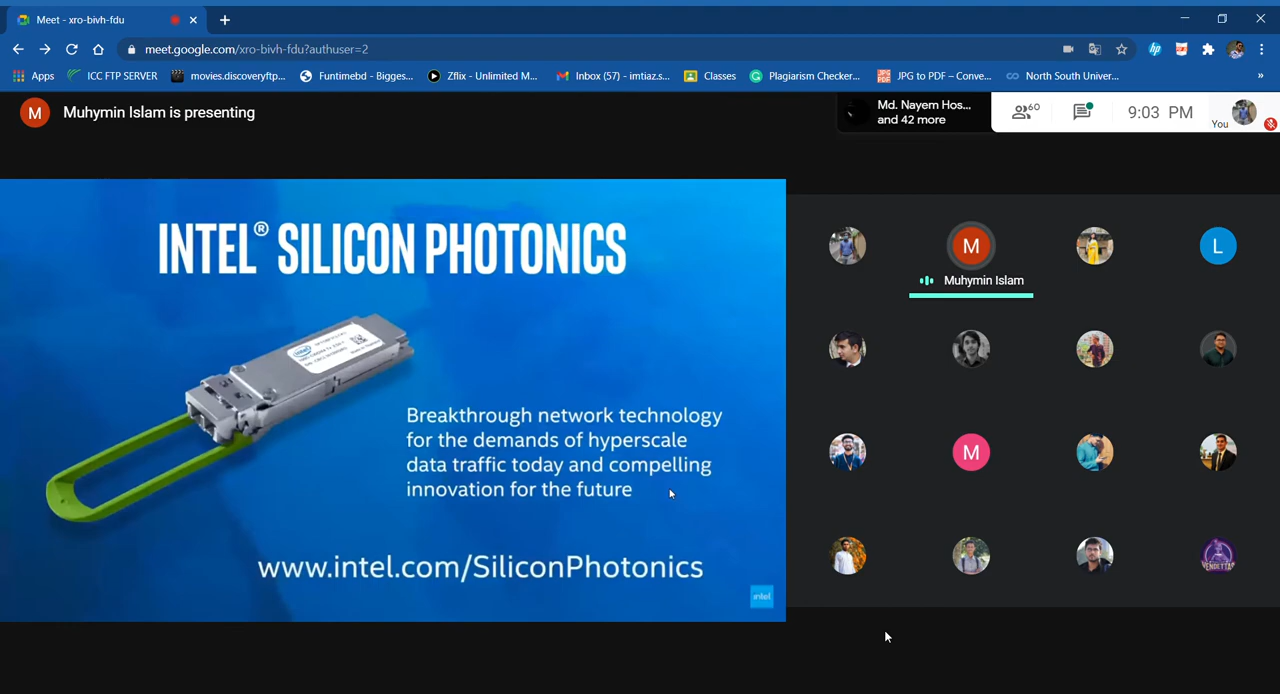 Meet - xro-bivh-fdu
meet.google.com/xro-bivh-fdu?authuser=2
Apps
ICC FTP SERVER
movies.discoveryftp...
Funtimebd - Bigges...
Zflix - Unlimited M...
Inbox (57) - imtiaz.s...
Classes
Plagiarism Checker...
JPG to PDF – Conve...
North South Univer...
»
M
Muhymin Islam is presenting
Md. Nayem Hos...
and 42 more
60
9:03 PM
You
INTEL® SILICON PHOTONICS
intel
Breakthrough network technology
for the demands of hyperscale
data traffic today and compelling
innovation for the future
www.intel.com/SiliconPhotonics
intel
M
L
Muhymin Islam
M
VENDETTA